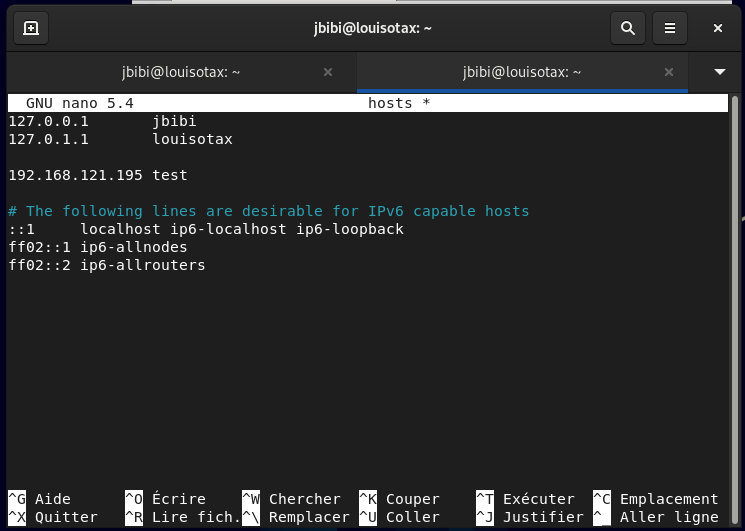 jbibi@louisotax: ~
jbibi@louisotax: ~ × jbibi@louisotax: ~ ×
GNU nano 5.4 hosts *
127.0.0.1 jbibi
127.0.1.1 louisotax
192.168.121.195 test
# The following lines are desirable for IPv6 capable hosts
::1 localhost ip6-localhost ip6-loopback
ff02::1 ip6-allnodes
ff02::2 ip6-allrouters
^G Aide ^O Écrire ^W Chercher ^K Couper ^T Exécuter ^C Emplacement
^X Quitter ^R Lire fich. ^\ Remplacer ^U Coller ^J Justifier ^_ Aller ligne